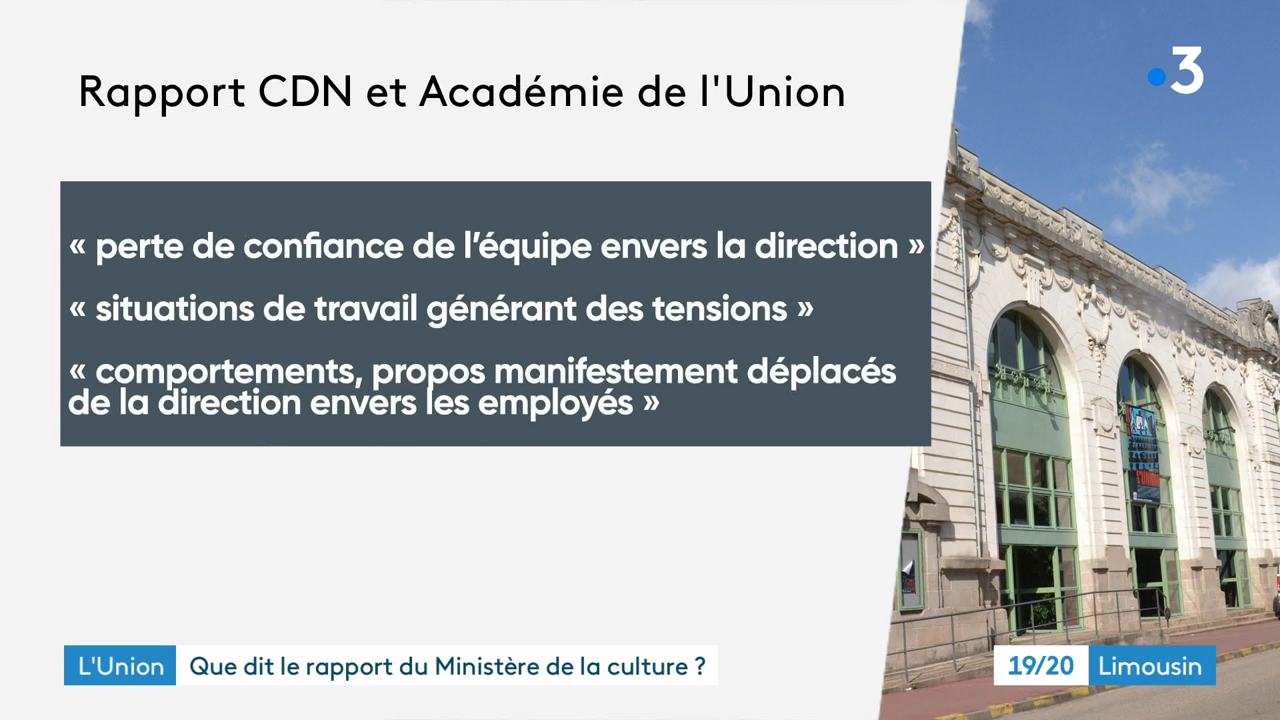 Rapport CDN et Académie de l'Union
3
« perte de confiance de l'équipe envers la direction »
« situations de travail générant des tensions »
« comportements, propos manifestement déplacés
de la direction envers les employés »
L'UNION
L'Union Que dit le rapport du Ministère de la culture ?
19/20 Limousin